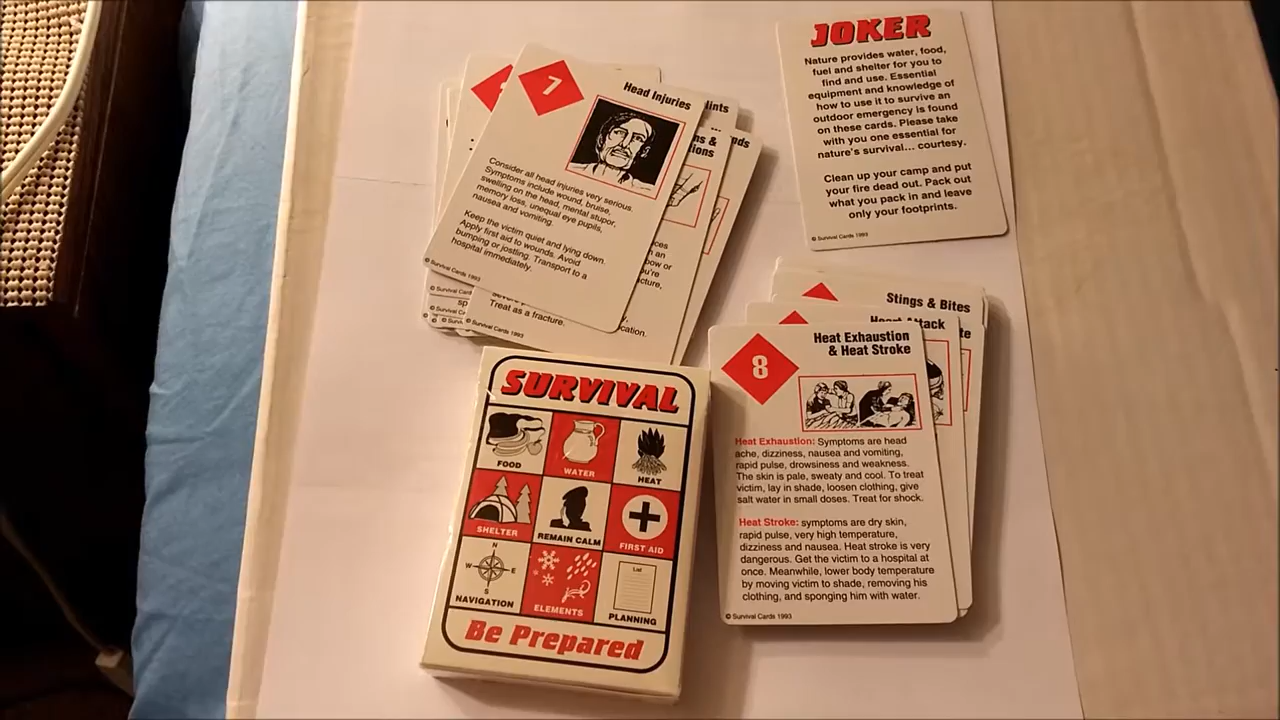 7
Head Injuries
Consider all head injuries very serious.
Symptoms include wound, bruise,
swelling on the head, mental stupor,
memory loss, unequal eye pupils,
nausea and vomiting.
Keep the victim quiet and lying down.
Apply first aid to wounds. Avoid
bumping or jostling. Transport to a
hospital immediately.
© Survival Cards 1993
© Survival Card
Treat as a fracture.
© Survival Cards 1993
JOKER
Nature provides water, food,
fuel and shelter for you to
find and use. Essential
equipment and knowledge of
how to use it to survive an
outdoor emergency is found
on these cards. Please take
with you one essential for
nature's survival... courtesy.
Clean up your camp and put
your fire dead out. Pack out
what you pack in and leave
only your footprints.
© Survival Cards 1993
Stings & Bites
Heart Attack
8
Heat Exhaustion
& Heat Stroke
Heat Exhaustion: Symptoms are head
ache, dizziness, nausea and vomiting,
rapid pulse, drowsiness and weakness.
The skin is pale, sweaty and cool. To treat
victim, lay in shade, loosen clothing, give
salt water in small doses. Treat for shock.
Heat Stroke: symptoms are dry skin,
rapid pulse, very high temperature,
dizziness and nausea. Heat stroke is very
dangerous. Get the victim to a hospital at
once. Meanwhile, lower body temperature
by moving victim to shade, removing his
clothing, and sponging him with water.
© Survival Cards 1993
SURVIVAL
FOOD
WATER
HEAT
SHELTER
REMAIN CALM
FIRST AID
N
W E
S
NAVIGATION
ELEMENTS
List
PLANNING
Be Prepared